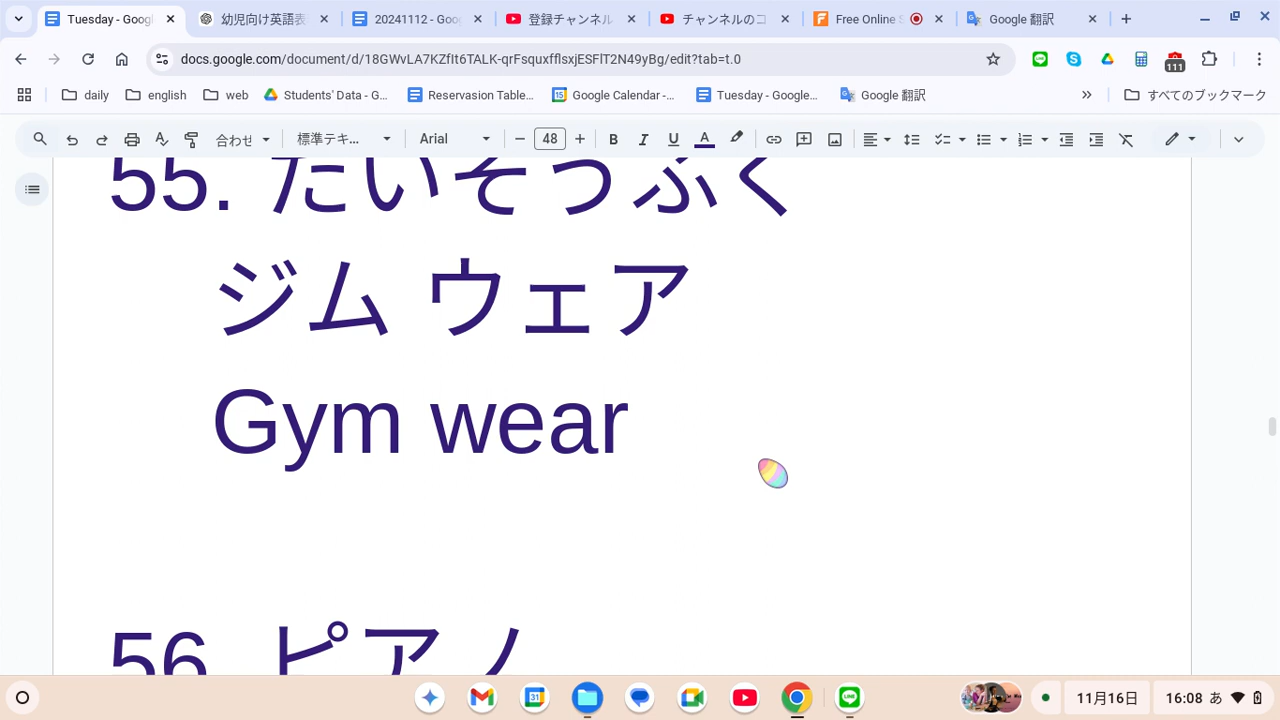 Tuesday - Goog
幼児向け英語表
20241112 - Goo
登録チャンネル
チャンネルのコ
Free Online S
Google 翻訳
docs.google.com/document/d/
edit?tab=t.0
111
daily
english
web
Students' Data - G...
Reservasion Table...
Google Calendar -...
Tuesday - Google...
Google 翻訳
すべてのブックマーク
合わせ
標準テキ...
Arial
48
55. たいそうふく
ジム ウェア
Gym wear
56. ピアノ
11月16日
16:08 あ